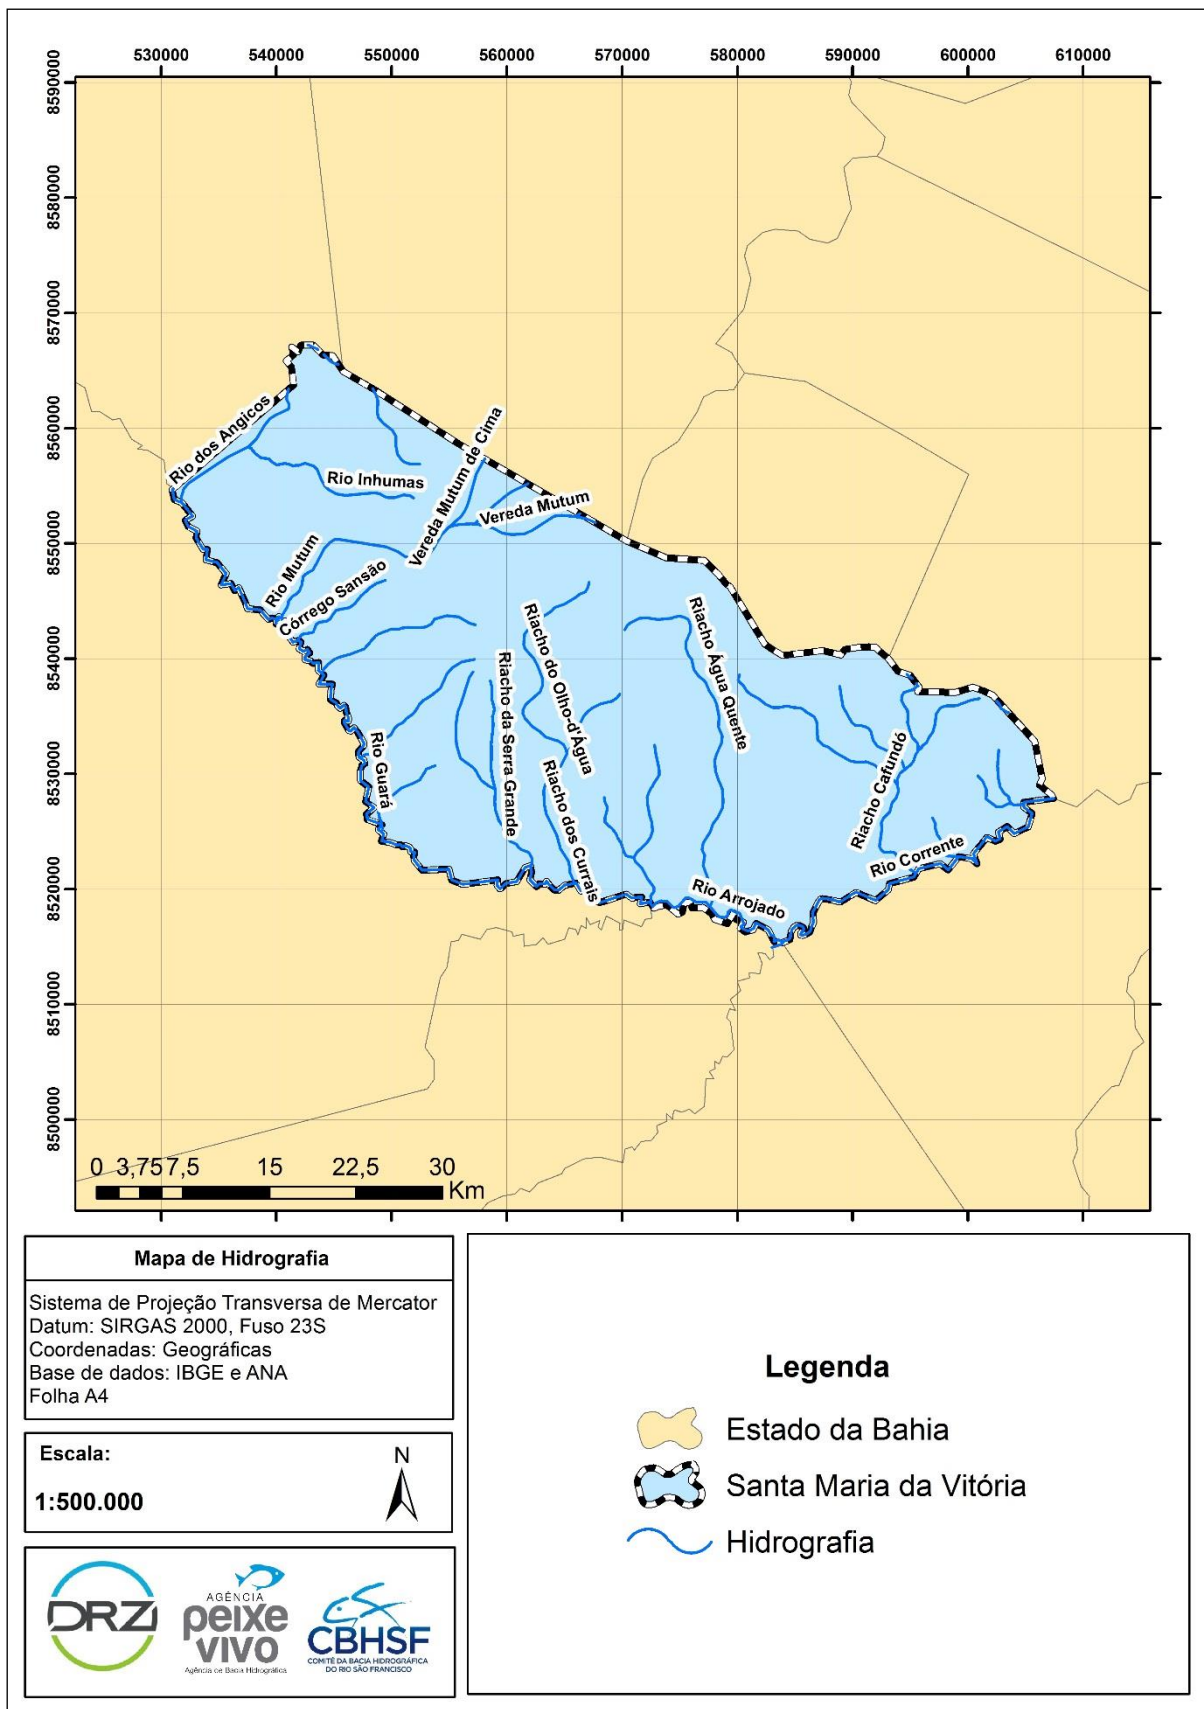 530000 540000 550000 560000 570000 580000 590000 600000 610000
8590000
8580000
8570000
8560000
8550000
8540000
8530000
8520000
8510000
8500000
Rio dos Angicos
Rio Inhumas
Vereda Mutum de Cima
Vereda Mutum
Rio Mutum
Córrego Sansão
Riacho do Olho-d'Água
Riacho Água Quente
Riacho da Serra Grande
Rio Guará
Riacho dos Currais
Riacho Cafundó
Rio Corrente
Rio Arrojado
0 3,75 7,5 15 22,5 30
Km
Mapa de Hidrografia
Sistema de Projeção Transversa de Mercator
Datum: SIRGAS 2000, Fuso 23S
Coordenadas: Geográficas
Base de dados: IBGE e ANA
Folha A4
Escala:
1:500.000
N
Legenda
Estado da Bahia
Santa Maria da Vitória
Hidrografia
DRZ
AGÊNCIA
peixe
vivo
Agência de Bacia Hidrográfica
CBHSF
COMITÊ DA BACIA HIDROGRÁFICA
DO RIO SÃO FRANCISCO